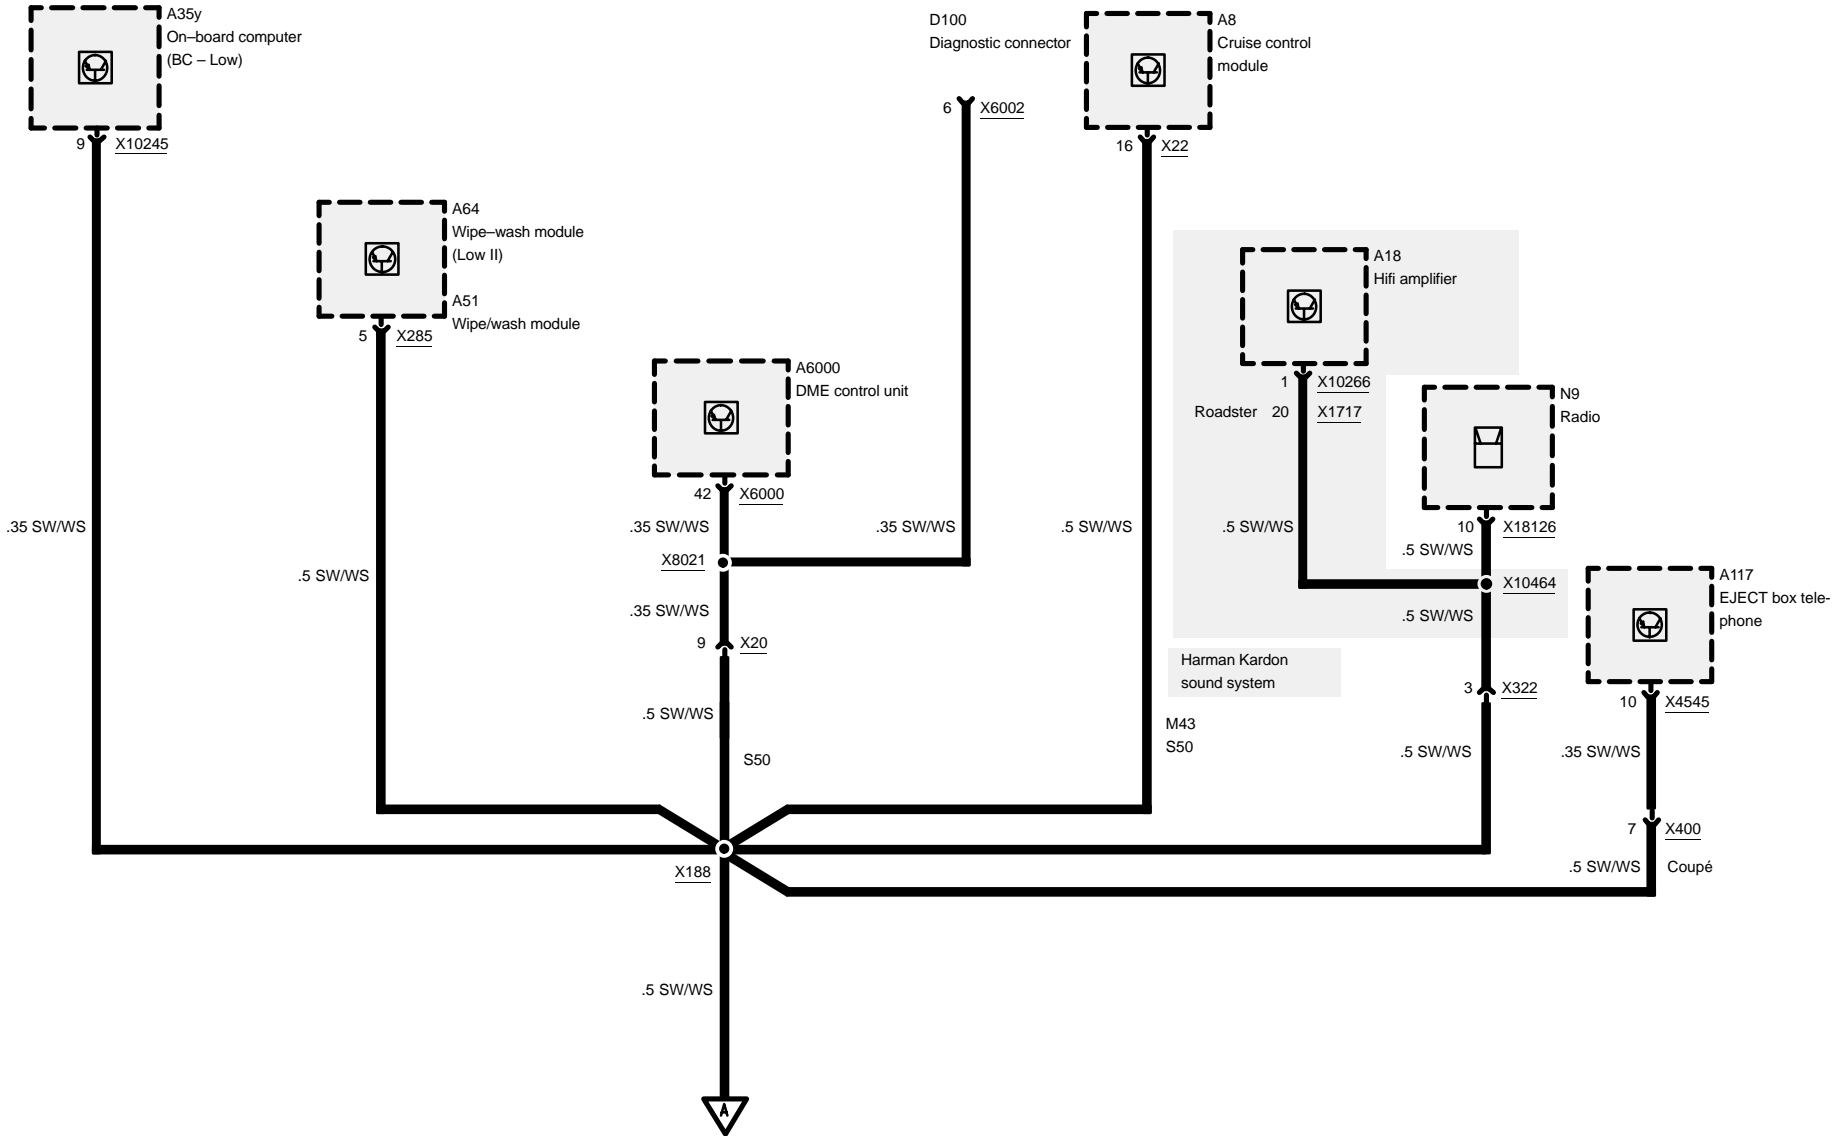 A35y
On–board computer
(BC – Low)
9 X10245
D100
Diagnostic connector
6 X6002
A8
Cruise control
module
16 X22
A64
Wipe–wash module
(Low II)
A51
Wipe/wash module
5 X285
A18
Hifi amplifier
1 X10266
Roadster 20 X1717
A6000
DME control unit
42 X6000
N9
Radio
10 X18126
.35 SW/WS
.5 SW/WS
.35 SW/WS
.35 SW/WS
.5 SW/WS
.5 SW/WS
.5 SW/WS
X8021
X10464
A117
EJECT box tele-
phone
10 X4545
.35 SW/WS
.5 SW/WS
9 X20
Harman Kardon
sound system
3 X322
.5 SW/WS
S50
M43
S50
.5 SW/WS
.35 SW/WS
7 X400
.5 SW/WS Coupé
X188
.5 SW/WS
A